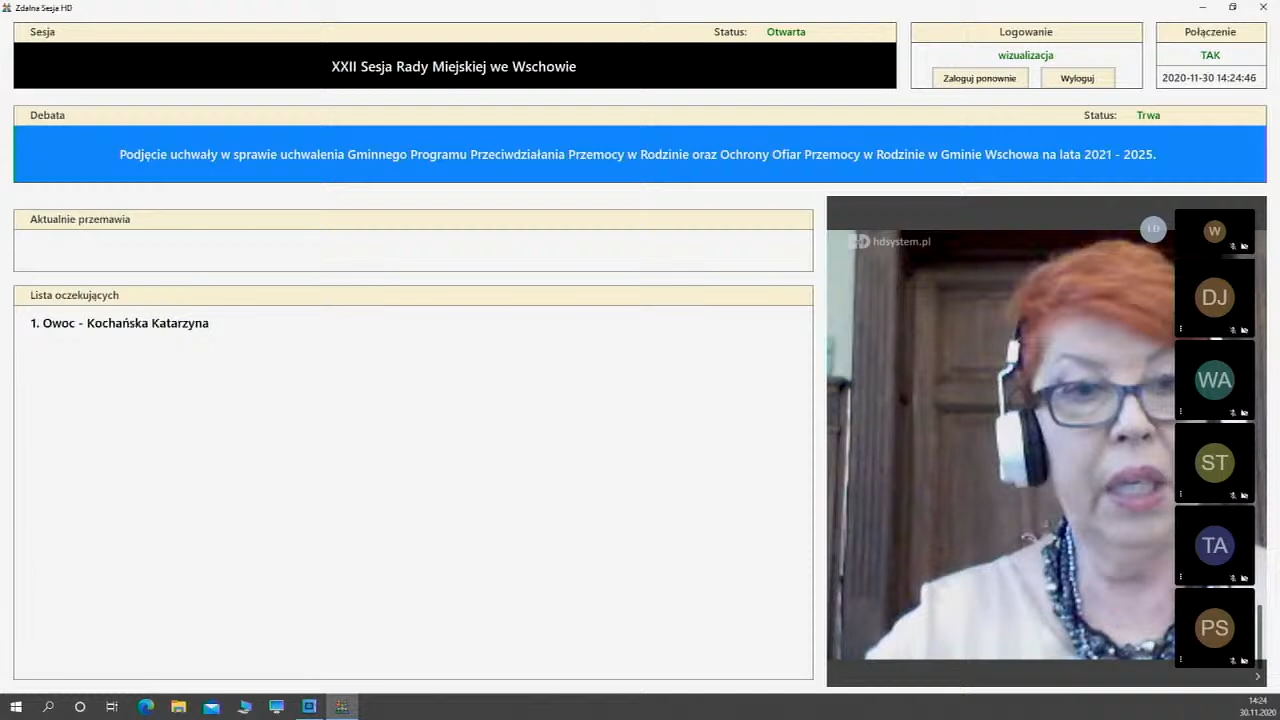 Zdalna Sesja HD
Sesja
Status: Otwarta
XXII Sesja Rady Miejskiej we Wschowie
Logowanie
wizualizacja
Zaloguj ponownie
Wyloguj
Połączenie
TAK
2020-11-30 14:24:46
Debata
Status: Trwa
Podjęcie uchwały w sprawie uchwalenia Gminnego Programu Przeciwdziałania Przemocy w Rodzinie oraz Ochrony Ofiar Przemocy w Rodzinie w Gminie Wschowa na lata 2021 - 2025.
Aktualnie przemawia
Lista oczekujących
1. Owoc - Kochańska Katarzyna
HD hdsystem.pl
W
DJ
WA
ST
TA
PS
14:24
30.11.2020